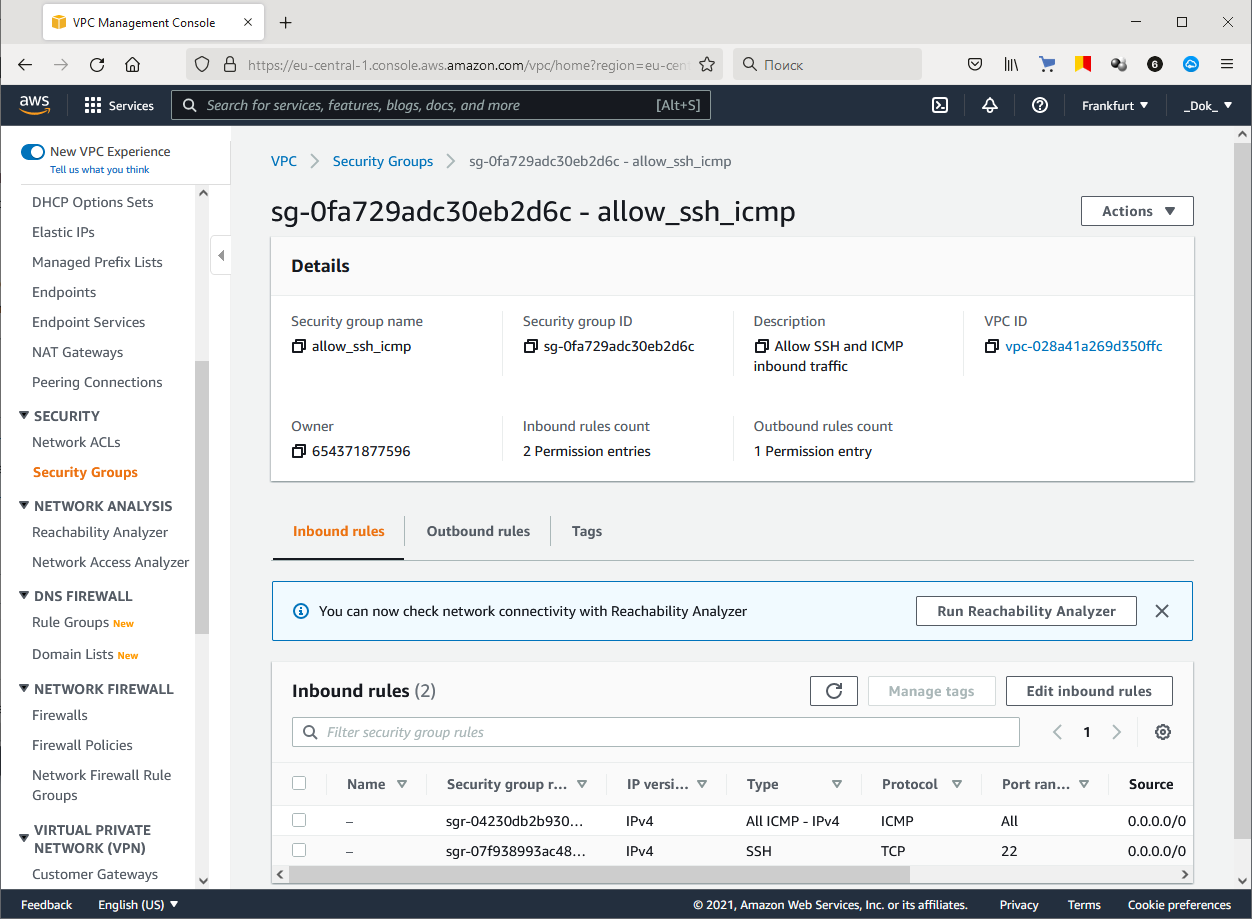 VPC Management Console
https://eu-central-1.console.aws.amazon.com/vpc/home?region=eu-cent
Поиск
6
aws
Services
Search for services, features, blogs, docs, and more
[Alt+S]
Frankfurt
_Dok_
New VPC Experience
Tell us what you think
DHCP Options Sets
Elastic IPs
Managed Prefix Lists
Endpoints
Endpoint Services
NAT Gateways
Peering Connections
SECURITY
Network ACLs
Security Groups
NETWORK ANALYSIS
Reachability Analyzer
Network Access Analyzer
DNS FIREWALL
Rule Groups New
Domain Lists New
NETWORK FIREWALL
Firewalls
Firewall Policies
Network Firewall Rule
Groups
VIRTUAL PRIVATE
NETWORK (VPN)
Customer Gateways
VPC
Security Groups
sg-0fa729adc30eb2d6c - allow_ssh_icmp
sg-0fa729adc30eb2d6c - allow_ssh_icmp
Actions
Details
Security group name
allow_ssh_icmp
Security group ID
sg-0fa729adc30eb2d6c
Description
Allow SSH and ICMP
inbound traffic
VPC ID
vpc-028a41a269d350ffc
Owner
654371877596
Inbound rules count
2 Permission entries
Outbound rules count
1 Permission entry
Inbound rules
Outbound rules
Tags
You can now check network connectivity with Reachability Analyzer
Run Reachability Analyzer
Inbound rules (2)
Manage tags
Edit inbound rules
Filter security group rules
1
Name Security group r... IP versi... Type Protocol Port ran... Source
– sgr-04230db2b930... IPv4 All ICMP - IPv4 ICMP All 0.0.0.0/0
– sgr-07f938993ac48... IPv4 SSH TCP 22 0.0.0.0/0
Feedback
English (US)
© 2021, Amazon Web Services, Inc. or its affiliates.
Privacy
Terms
Cookie preferences